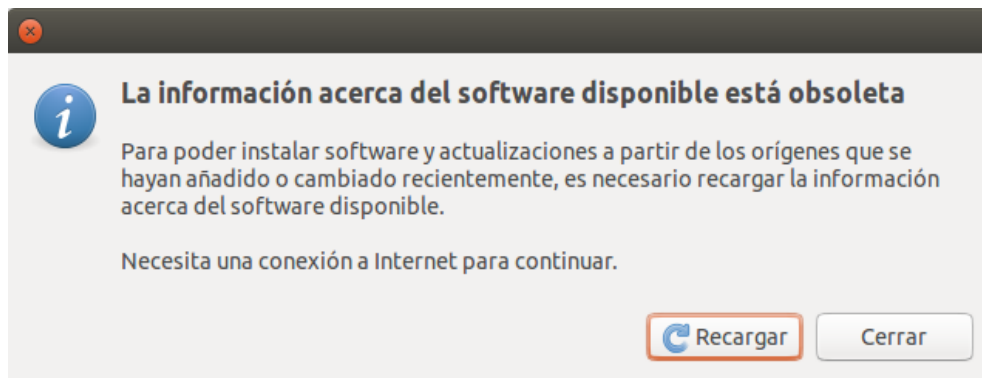 La información acerca del software disponible está obsoleta
Para poder instalar software y actualizaciones a partir de los orígenes que se
hayan añadido o cambiado recientemente, es necesario recargar la información
acerca del software disponible.
Necesita una conexión a Internet para continuar.
Recargar Cerrar